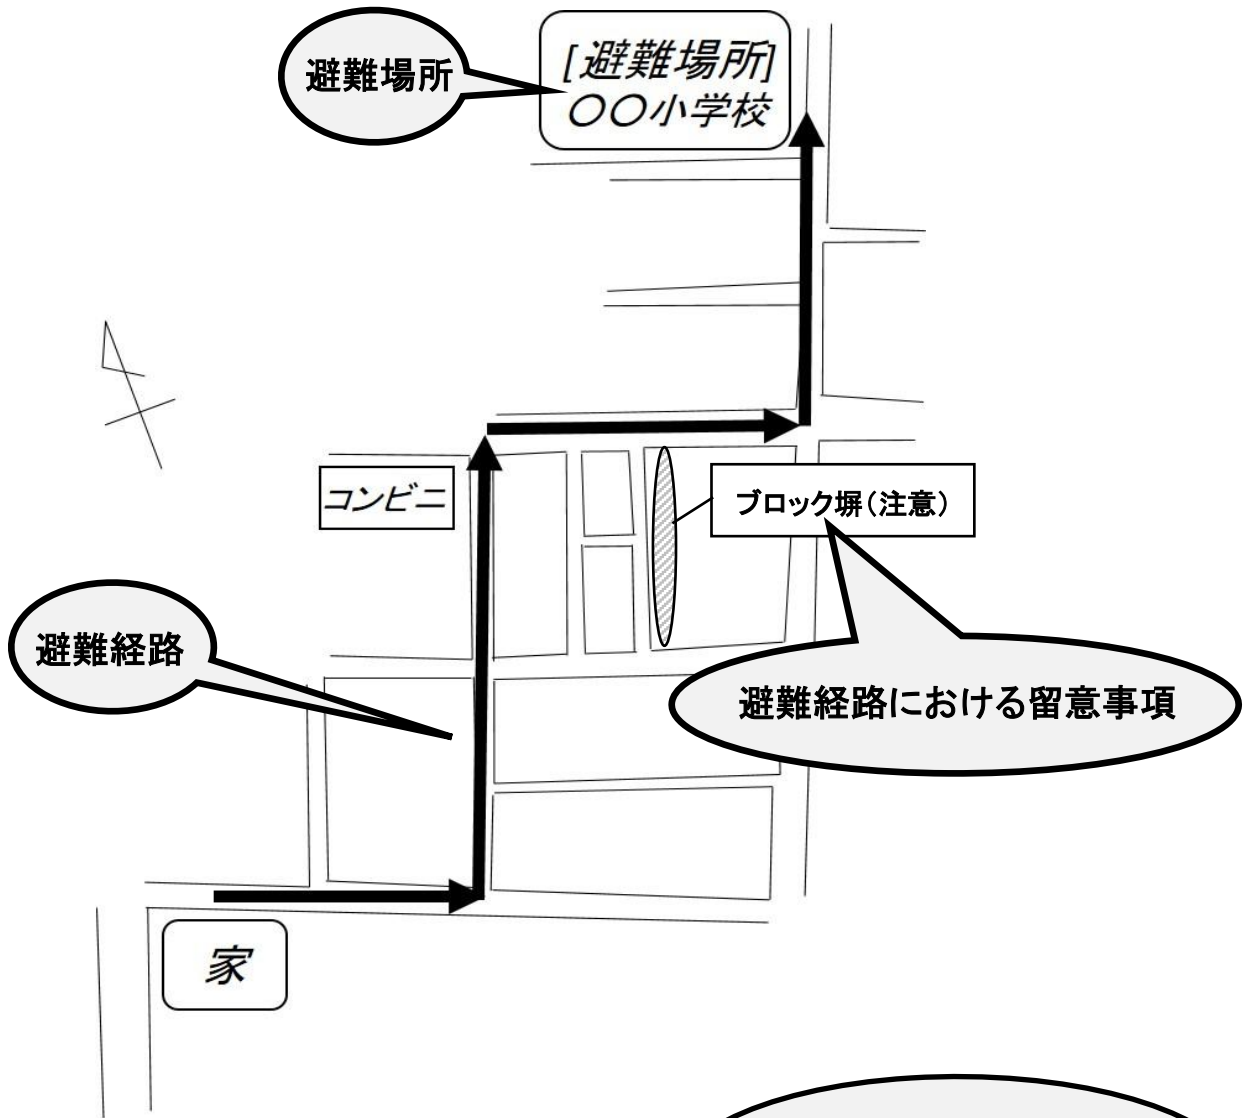 避難場所
[避難場所]
〇〇小学校
コンビニ
ブロック塀（注意）
避難経路
避難経路における留意事項
家